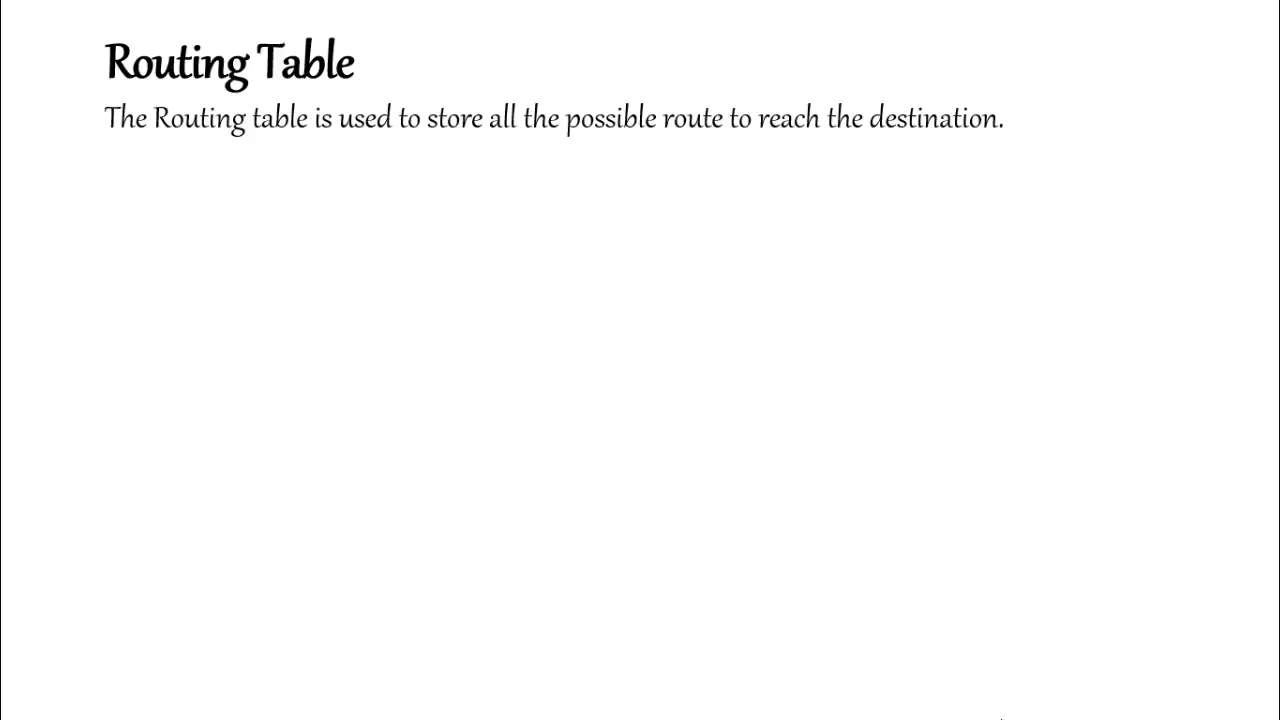 Routing Table
The Routing table is used to store all the possible route to reach the destination.